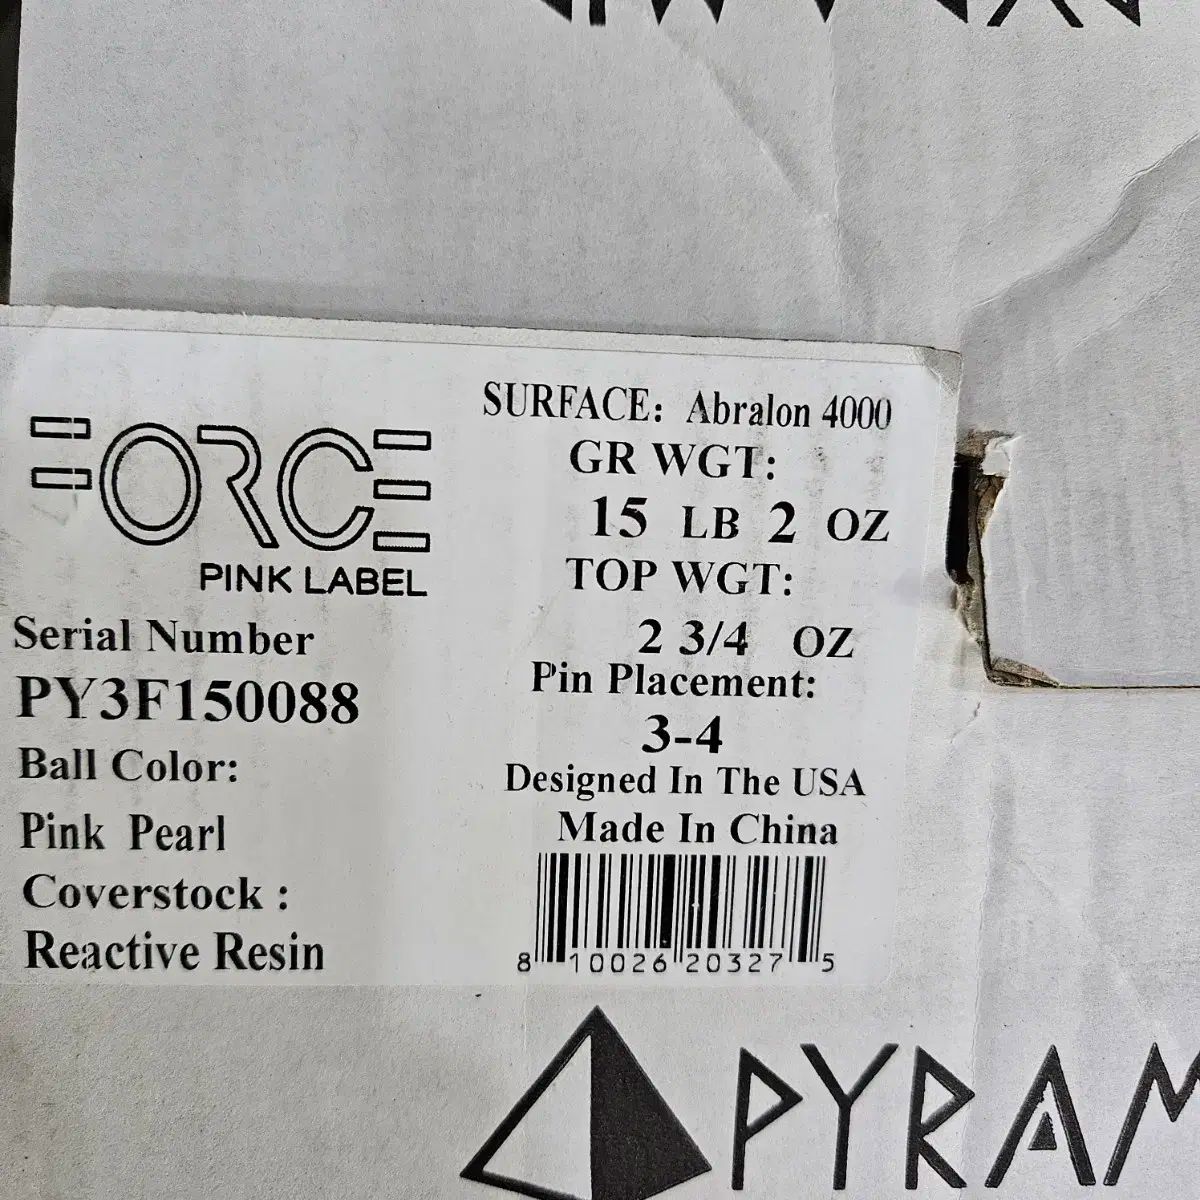 FORCE
PINK LABEL
Serial Number
PY3F150088
Ball Color:
Pink Pearl
Coverstock :
Reactive Resin
SURFACE: Abralon 4000
GR WGT:
15 LB 2 OZ
TOP WGT:
2 3/4 OZ
Pin Placement:
3-4
Designed In The USA
Made In China
8 10026 20327 5
PYRAM